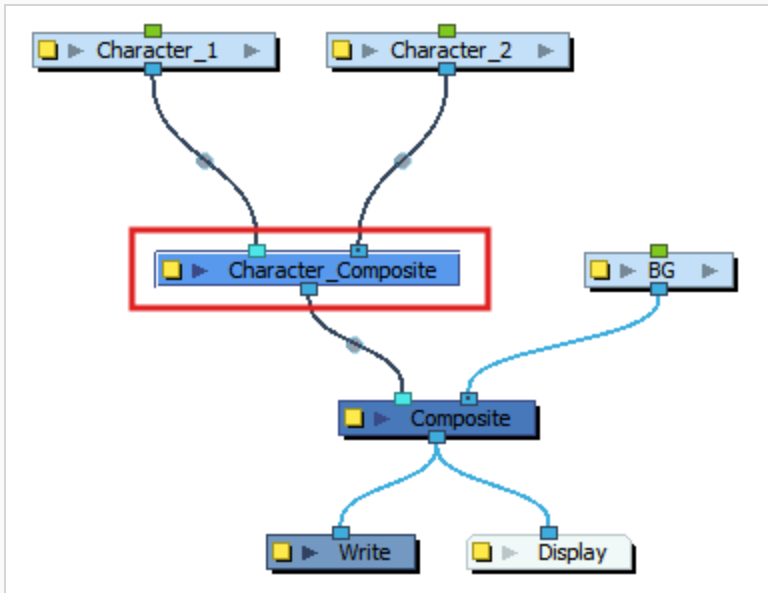 Character_1
Character_2
Character_Composite
BG
Composite
Write
Display